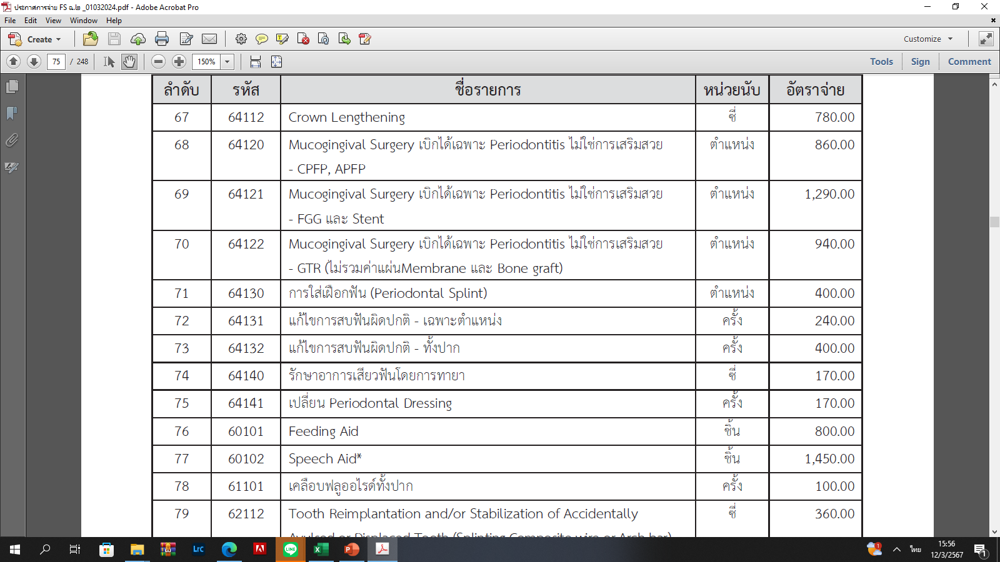 ประกาศการจ่าย FS ฉ.๒ _01032024.pdf - Adobe Acrobat Pro
File Edit View Window Help
Create
Customize
75 / 248
150%
Tools Sign Comment
ลำดับ รหัส ชื่อรายการ หน่วยนับ อัตราจ่าย
67 64112 Crown Lengthening ซี่ 780.00
68 64120 Mucogingival Surgery เบิกได้เฉพาะ Periodontitis ไม่ใช่การเสริมสวย ตำแหน่ง 860.00
- CPFP, APFP
69 64121 Mucogingival Surgery เบิกได้เฉพาะ Periodontitis ไม่ใช่การเสริมสวย ตำแหน่ง 1,290.00
- FGG และ Stent
70 64122 Mucogingival Surgery เบิกได้เฉพาะ Periodontitis ไม่ใช่การเสริมสวย ตำแหน่ง 940.00
- GTR (ไม่รวมค่าแผ่นMembrane และ Bone graft)
71 64130 การใส่เฝือกฟัน (Periodontal Splint) ตำแหน่ง 400.00
72 64131 แก้ไขการสบฟันผิดปกติ - เฉพาะตำแหน่ง ครั้ง 240.00
73 64132 แก้ไขการสบฟันผิดปกติ - ทั้งปาก ครั้ง 400.00
74 64140 รักษาอาการเสียวฟันโดยการทายา ซี่ 170.00
75 64141 เปลี่ยน Periodontal Dressing ครั้ง 170.00
76 60101 Feeding Aid ชิ้น 800.00
77 60102 Speech Aid* ชิ้น 1,450.00
78 61101 เคลือบฟลูออไรด์ทั้งปาก ครั้ง 100.00
79 62112 Tooth Reimplantation and/or Stabilization of Accidentally ซี่ 360.00
Avulsed or Displaced Tooth (Splinting Composite wire or Arch bar)
LrC
LINE
1
ไทย
15:56
12/3/2567
1